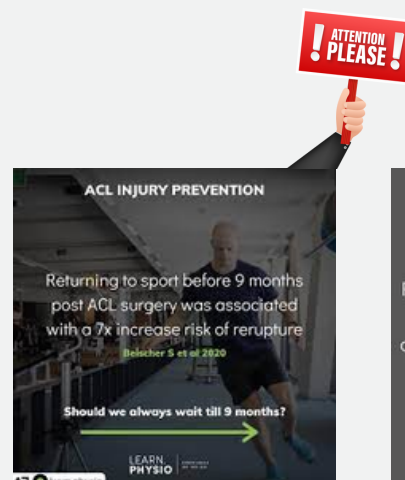 ATTENTION
PLEASE
ACL INJURY PREVENTION
Returning to sport before 9 months
post ACL surgery was associated
with a 7x increase risk of rerupture
Beischer S et al 2020
Should we always wait till 9 months?
LEARN.
PHYSIO